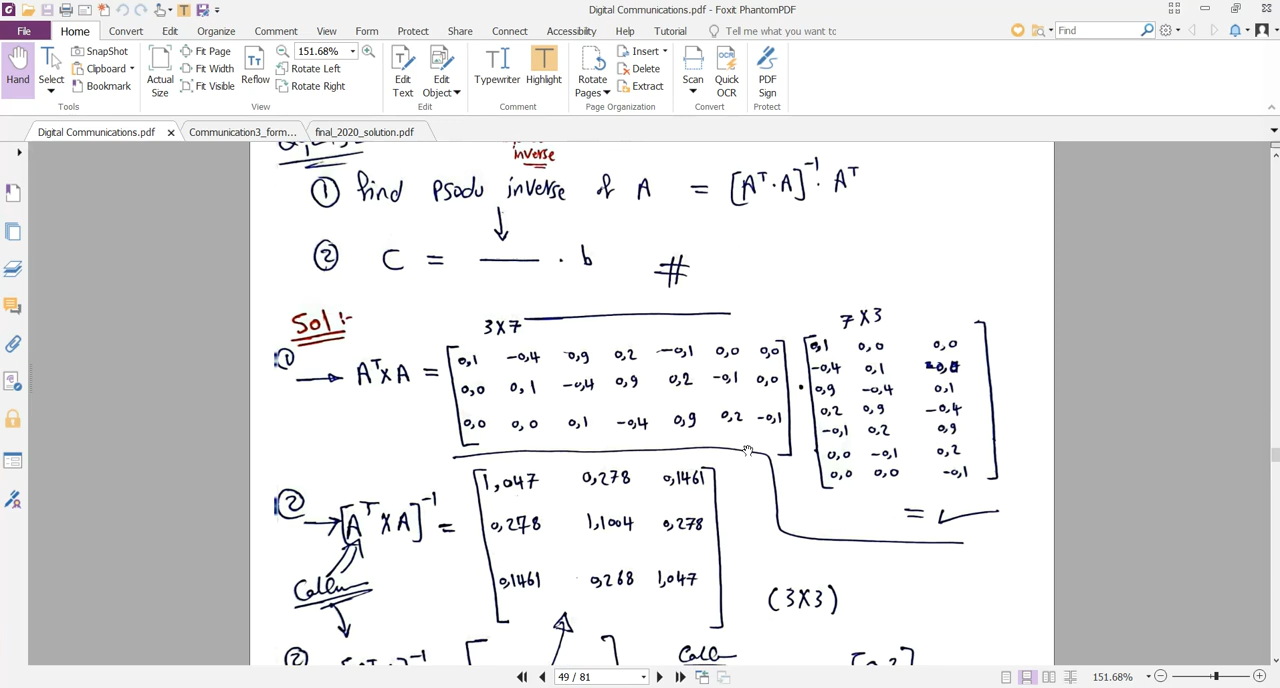 Digital Communications.pdf - Foxit PhantomPDF
File Home Convert Edit Organize Comment Form Protect Share Connect Accessibility Help Tutorial Tell me what you want to Find
SnapShot Fit Page 151.68% Insert
Clipboard Fit Width Rotate Left Delete
Bookmark Fit Visible Rotate Right Extract
Hand Select Actual Size Reflow Edit Text Edit Object Typewriter Highlight Rotate Pages Scan Quick OCR PDF Sign
Tools View Edit Comment Page Organization Convert Protect
Digital Communications.pdf Communication3_form... final_2020_solution.pdf
inverse
① find Psodu inverse of A = [Aᵀ.A]⁻¹.Aᵀ
② C = ___ . b #
Sol :-
3X7 7X3
① → AᵀXA =
0,1 -0,4 0,9 0,2 -0,1 0,0 0,0
0,0 0,1 -0,4 0,9 0,2 -0,1 0,0
0,0 0,0 0,1 -0,4 0,9 0,2 -0,1
.
0,1 0,0 0,0
-0,4 0,1
0,9 -0,4 0,1
0,2 0,9 -0,4
-0,1 0,2 0,9
0,0 -0,1 0,2
0,0 0,0 -0,1
= ✓
② → [AᵀXA]⁻¹ =
1,047 0,278 0,1461
0,278 1,1004 0,278
0,1461 0,268 1,047
(3X3)
49 / 81 151.68%